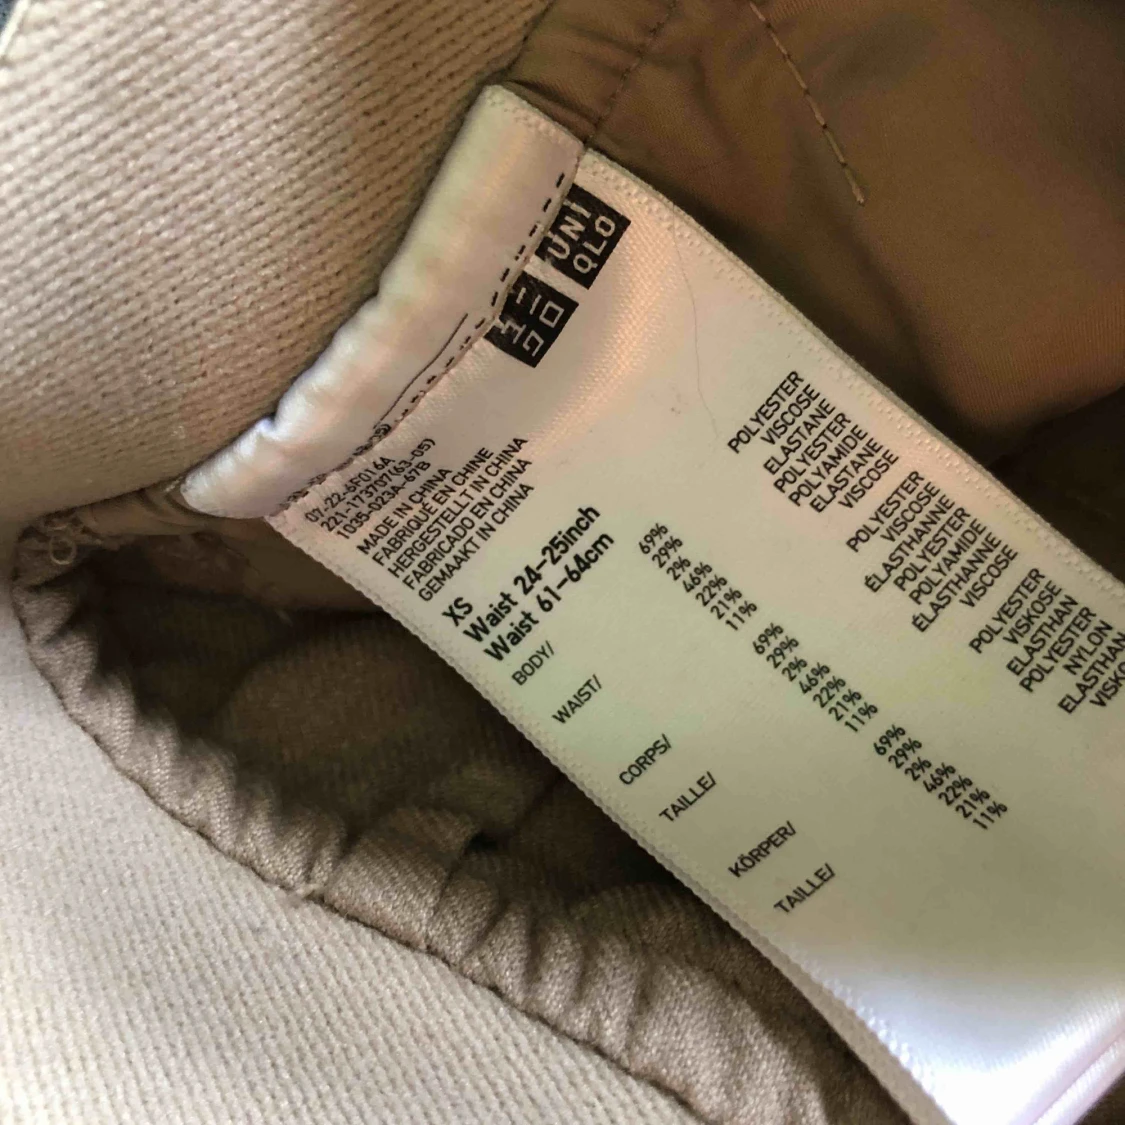 UNI
QLO
ユニ
クロ
07-22-SF016A
221-173707(63-05)
1035-023A-67B
MADE IN CHINA
FABRIQUÉ EN CHINE
HERGESTELLT IN CHINA
FABRICADO EN CHINA
GEMAAKT IN CHINA
XS
Waist 24-25inch
Waist 61-64cm
BODY/ 69% POLYESTER
29% VISCOSE
2% ELASTANE
WAIST/ 46% POLYESTER
22% POLYAMIDE
21% ELASTANE
11% VISCOSE
CORPS/ 69% POLYESTER
29% VISCOSE
2% ÉLASTHANNE
TAILLE/ 46% POLYESTER
22% POLYAMIDE
21% ÉLASTHANNE
11% VISCOSE
KÖRPER/ 69% POLYESTER
29% VISKOSE
2% ELASTHAN
TAILLE/ 46% POLYESTER
22% NYLON
21% ELASTHAN
11%